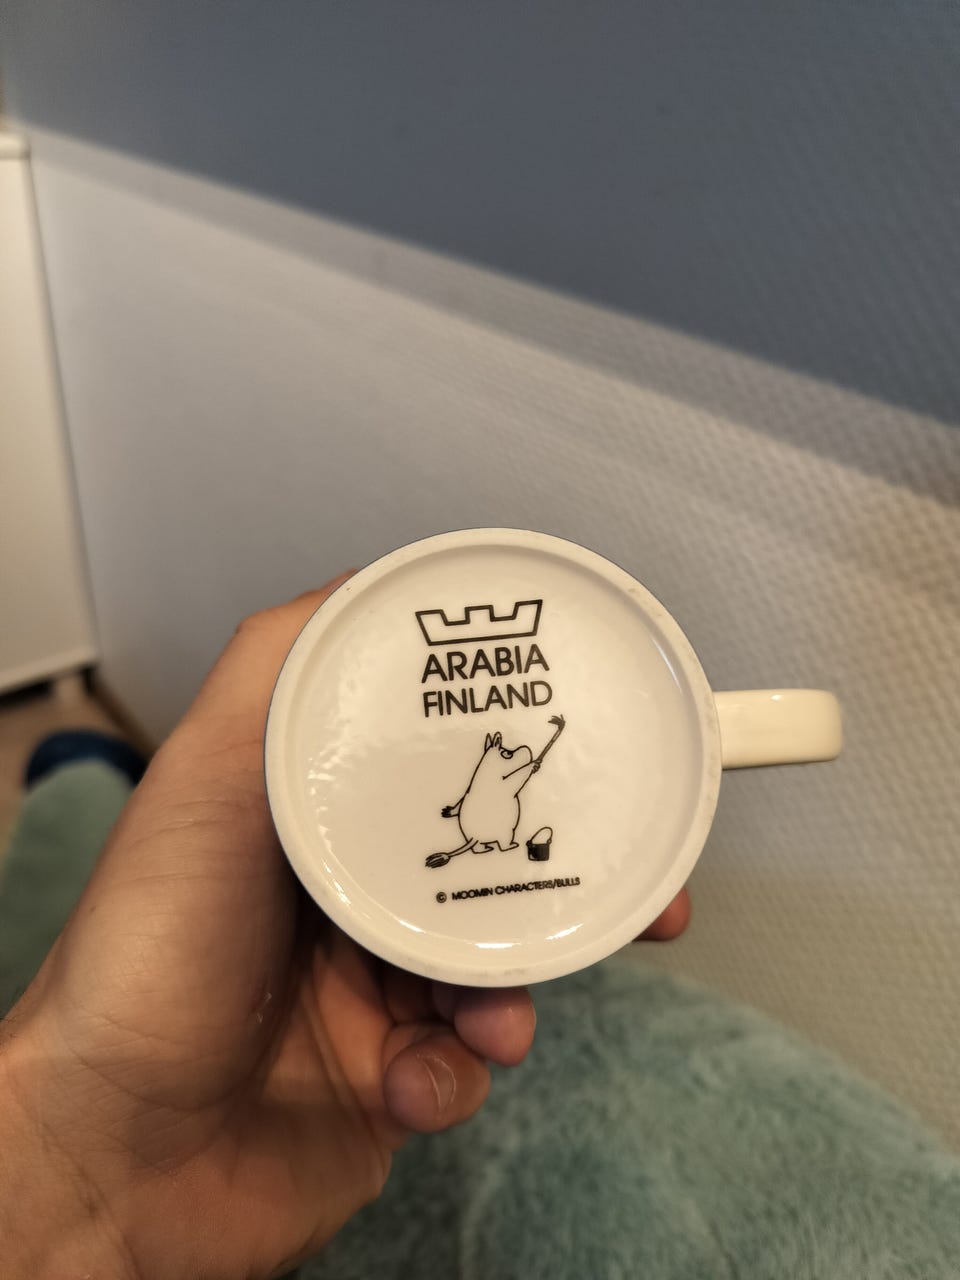 ARABIA
FINLAND
© MOOMIN CHARACTERS/BULLS